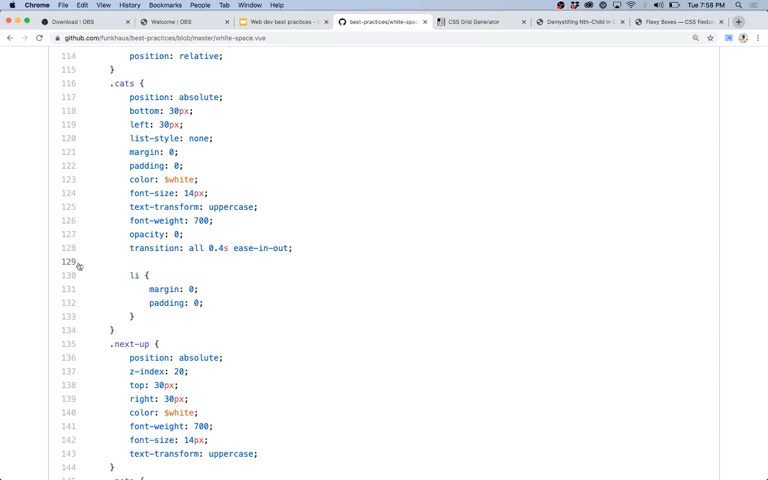 Chrome File Edit View History Bookmarks People Tab Window Help Tue 7:58 PM
Download | OBS Welcome | OBS Web dev best practices - G best-practices/white-spac CSS Grid Generator Demystifing Nth-Child in C Flexy Boxes — CSS flexbo
github.com/funkhaus/best-practices/blob/master/white-space.vue
114 position: relative;
115 }
116 .cats {
117 position: absolute;
118 bottom: 30px;
119 left: 30px;
120 list-style: none;
121 margin: 0;
122 padding: 0;
123 color: $white;
124 font-size: 14px;
125 text-transform: uppercase;
126 font-weight: 700;
127 opacity: 0;
128 transition: all 0.4s ease-in-out;
129
130 li {
131 margin: 0;
132 padding: 0;
133 }
134 }
135 .next-up {
136 position: absolute;
137 z-index: 20;
138 top: 30px;
139 right: 30px;
140 color: $white;
141 font-weight: 700;
142 font-size: 14px;
143 text-transform: uppercase;
144 }